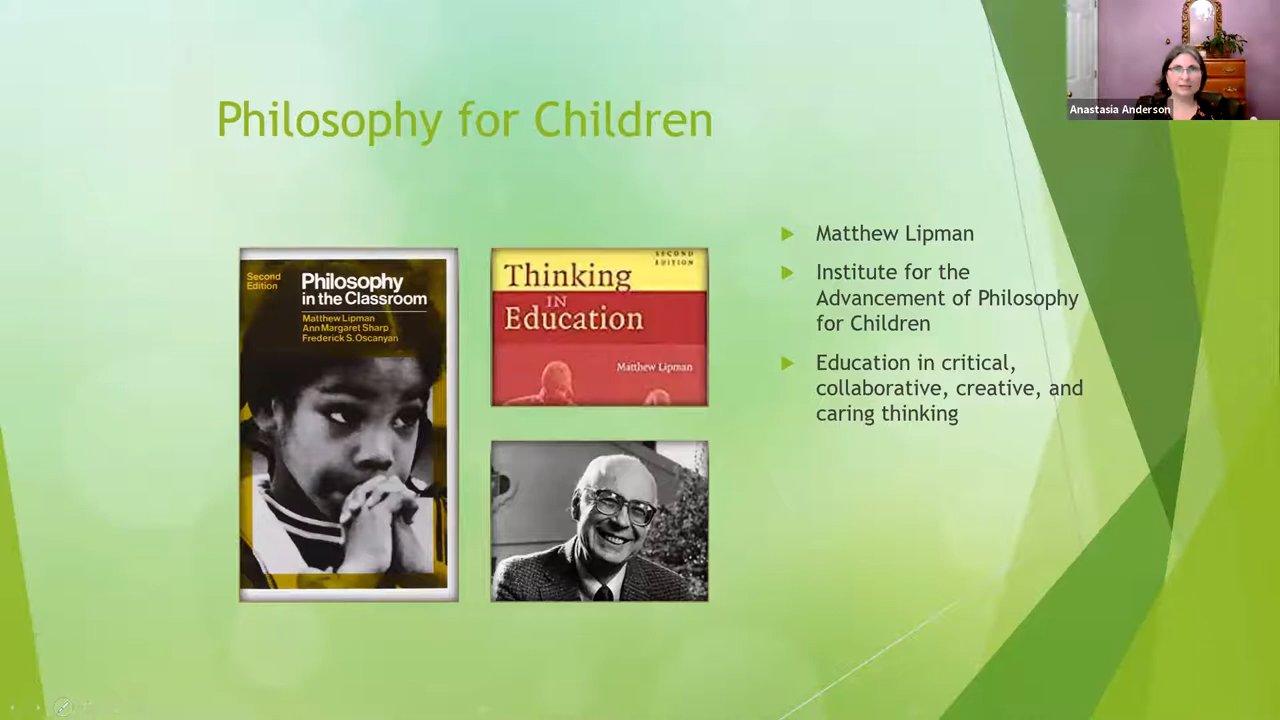 Philosophy for Children
Anastasia Anderson
Second
Edition
Philosophy
in the Classroom
Matthew Lipman
Ann Margaret Sharp
Frederick S. Oscanyan
SECOND
EDITION
Thinking
IN
Education
Matthew Lipman
Matthew Lipman
Institute for the
Advancement of Philosophy
for Children
Education in critical,
collaborative, creative, and
caring thinking